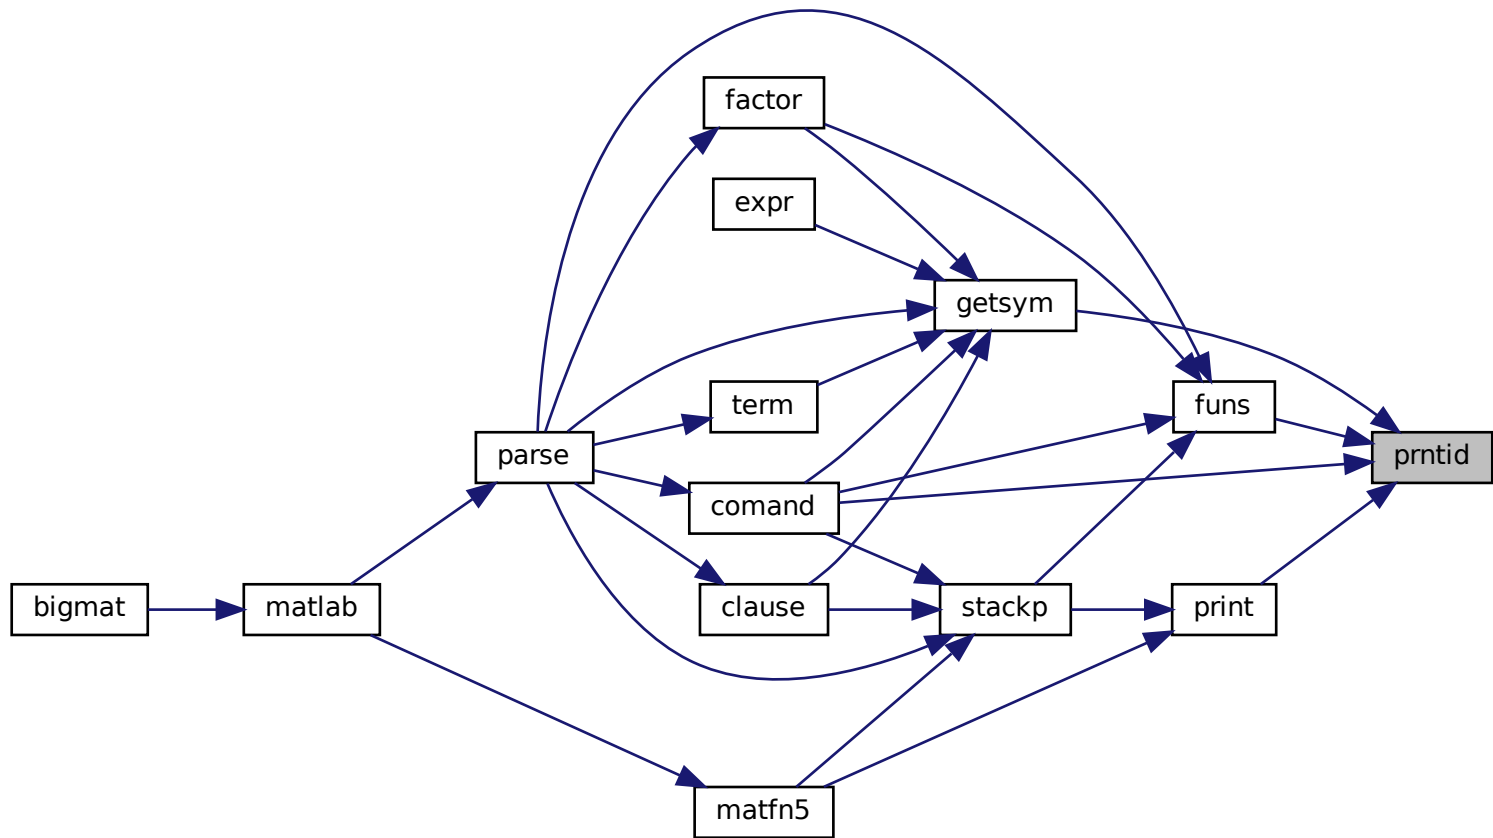 factor
expr
getsym
term
funs
parse
prntid
comand
bigmat
matlab
clause
stackp
print
matfn5